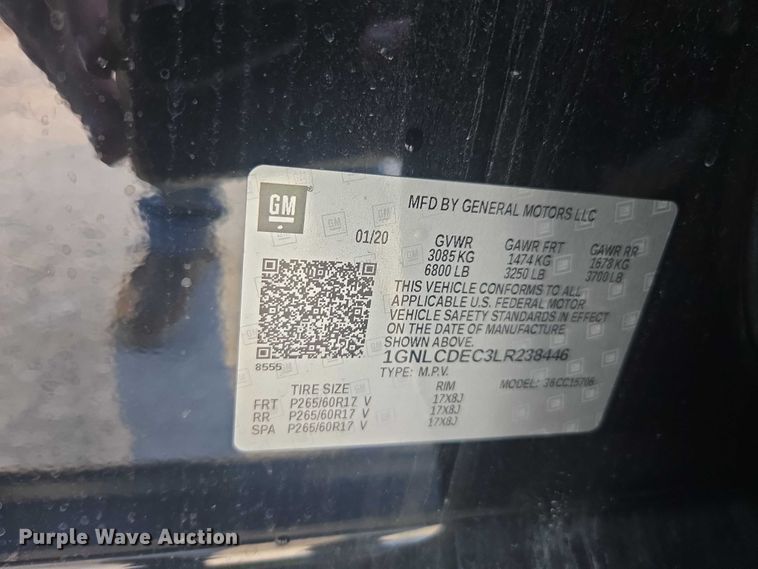 GM
MFD BY GENERAL MOTORS LLC
01/20
GVWR GAWR FRT GAWR RR
3085 KG 1474 KG 1678 KG
6800 LB 3250 LB 3700 LB
THIS VEHICLE CONFORMS TO ALL
APPLICABLE U.S. FEDERAL MOTOR
VEHICLE SAFETY STANDARDS IN EFFECT
ON THE DATE OF MANUFACTURE
SHOWN ABOVE.
1GNLCDEC3LR238446
8555
TYPE: M.P.V. MODEL: 36CC15706
TIRE SIZE RIM
FRT P265/60R17 V 17X8J
RR P265/60R17 V 17X8J
SPA P265/60R17 V 17X8J
Purple Wave Auction